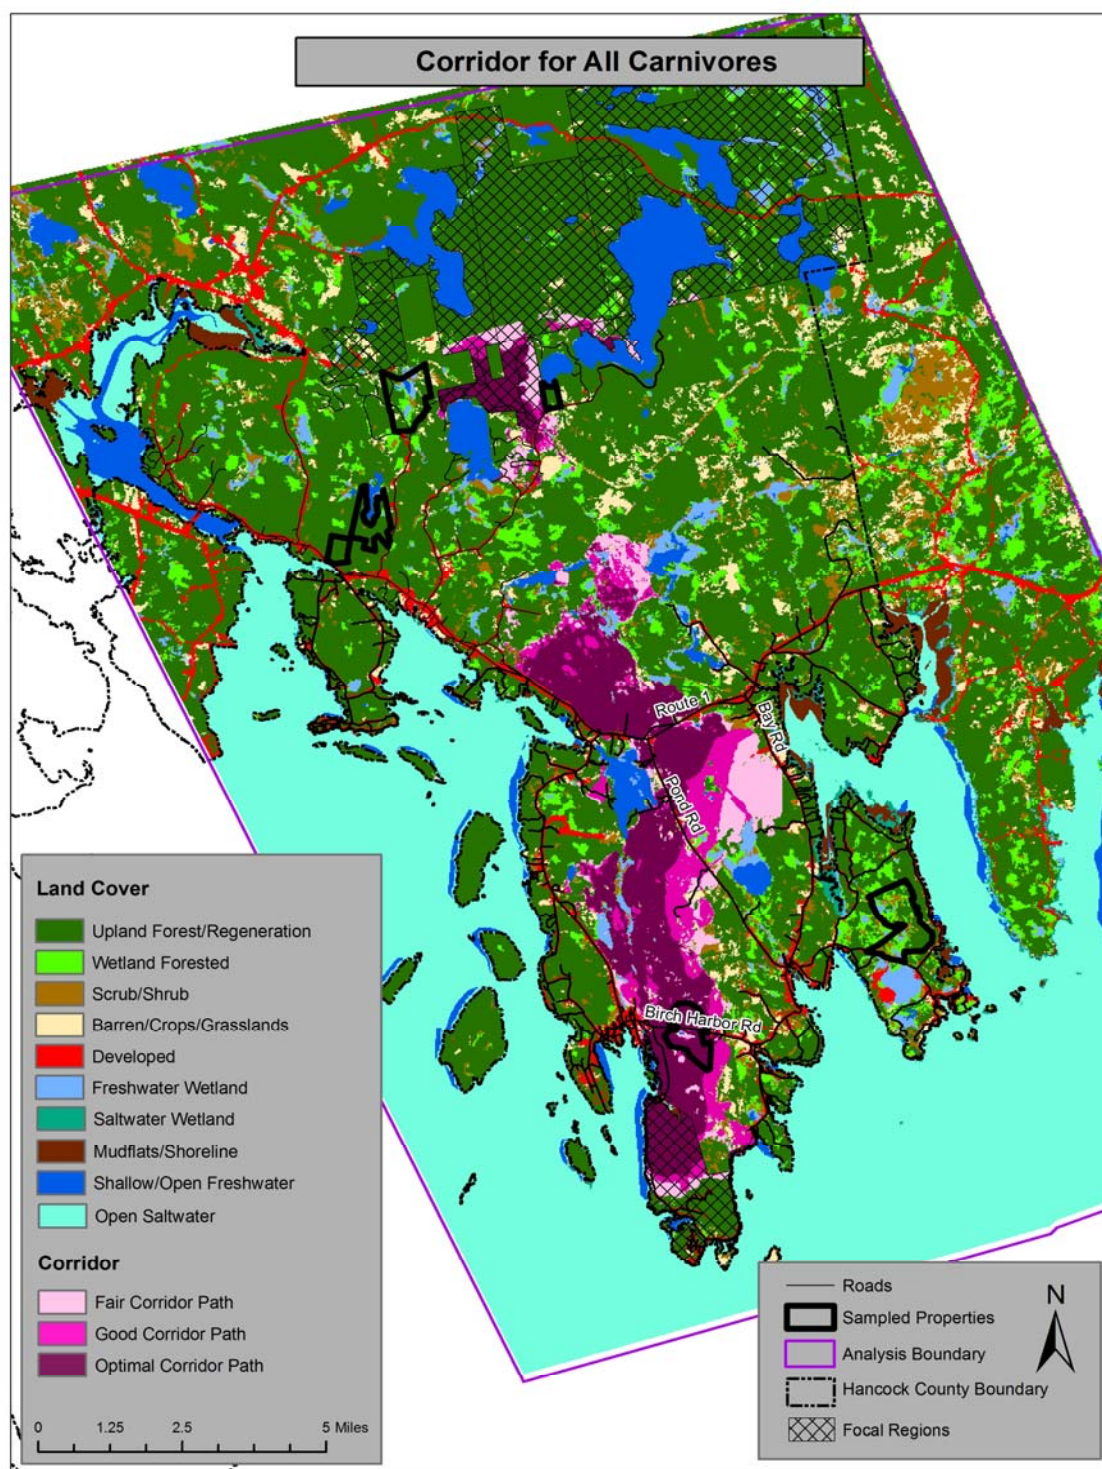 Corridor for All Carnivores
Route 1
Bay Rd
Pond Rd
Birch Harbor Rd
Land Cover
Upland Forest/Regeneration
Wetland Forested
Scrub/Shrub
Barren/Crops/Grasslands
Developed
Freshwater Wetland
Saltwater Wetland
Mudflats/Shoreline
Shallow/Open Freshwater
Open Saltwater
Corridor
Fair Corridor Path
Good Corridor Path
Optimal Corridor Path
0 1.25 2.5 5 Miles
Roads
Sampled Properties
Analysis Boundary
Hancock County Boundary
Focal Regions
N